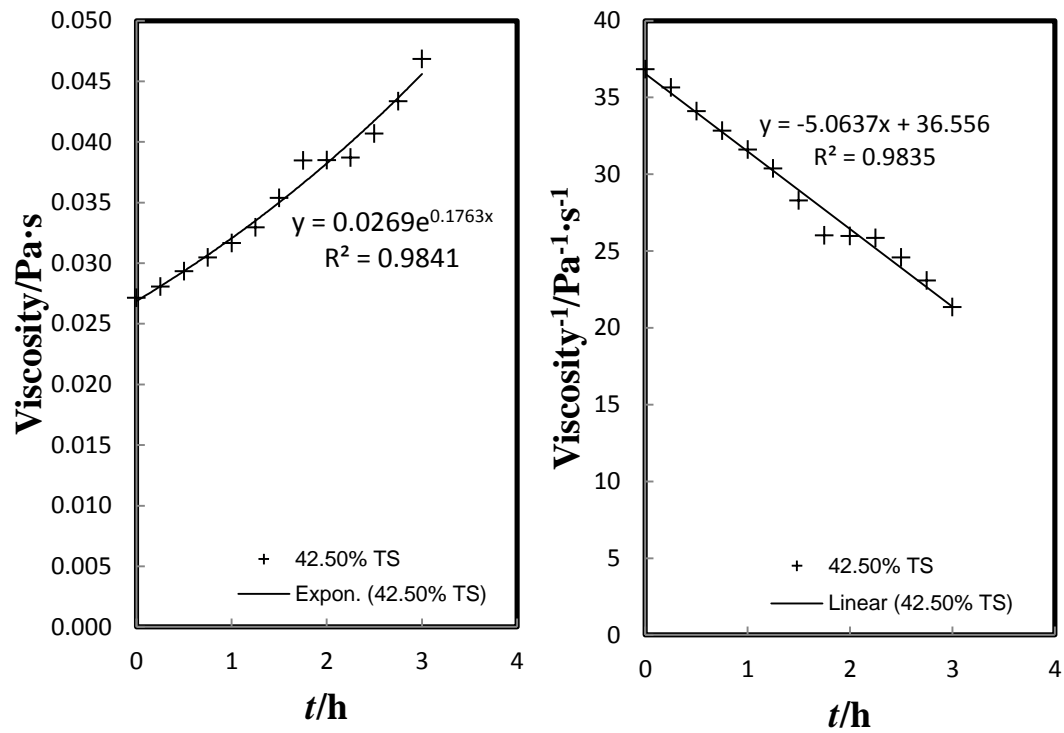 Viscosity/Pa·s
0.050
0.045
0.040
0.035
0.030
0.025
0.020
0.015
0.010
0.005
0.000
y = 0.0269e^0.1763x
R² = 0.9841
42.50% TS
Expon. (42.50% TS)
0 1 2 3 4
t/h
Viscosity⁻¹/Pa⁻¹·s⁻¹
40
35
30
25
20
15
10
5
0
y = -5.0637x + 36.556
R² = 0.9835
42.50% TS
Linear (42.50% TS)
0 1 2 3 4
t/h